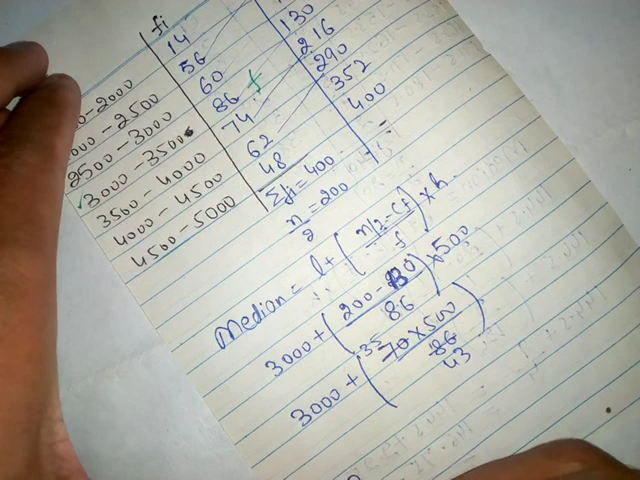 fi
14
56 130
60 216
86 290
74 352
62 400
48
-2000
000 - 2500
2500 - 3000
3000 - 3500
3500 - 4000
4000 - 4500
4500 - 5000
Σfi = 400
n/2 = 200
Median = l + ( n/2 - Cf / f ) × h
3000 + ( 200 - 130 / 86 ) × 500
3000 + ( 35 70 × 500 / 86 43 )